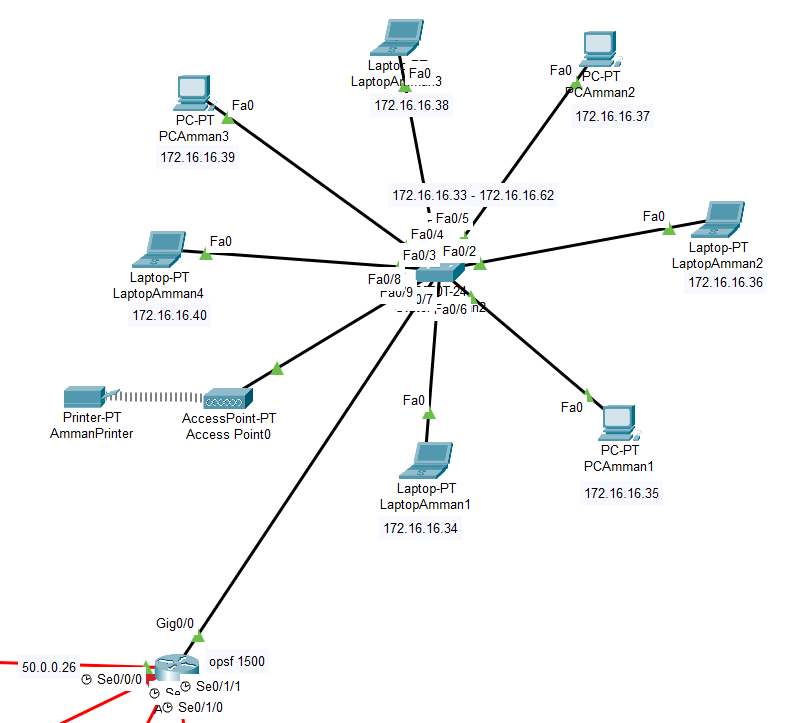 Fa0
172.16.16.38
Fa0
PC-PT
PCAmman2
172.16.16.37
Fa0
PC-PT
PCAmman3
172.16.16.39
172.16.16.33 - 172.16.16.62
Fa0/5
Fa0/4
Fa0/3
Fa0/2
Fa0
Laptop-PT
LaptopAmman2
172.16.16.36
Fa0
Laptop-PT
LaptopAmman4
172.16.16.40
Fa0/8
Fa0/9
Fa0/6
Printer-PT
AmmanPrinter
AccessPoint-PT
Access Point0
Fa0
Laptop-PT
LaptopAmman1
172.16.16.34
Fa0
PC-PT
PCAmman1
172.16.16.35
Gig0/0
opsf 1500
50.0.0.26
Se0/0/0
Se0/1/1
Se0/1/0